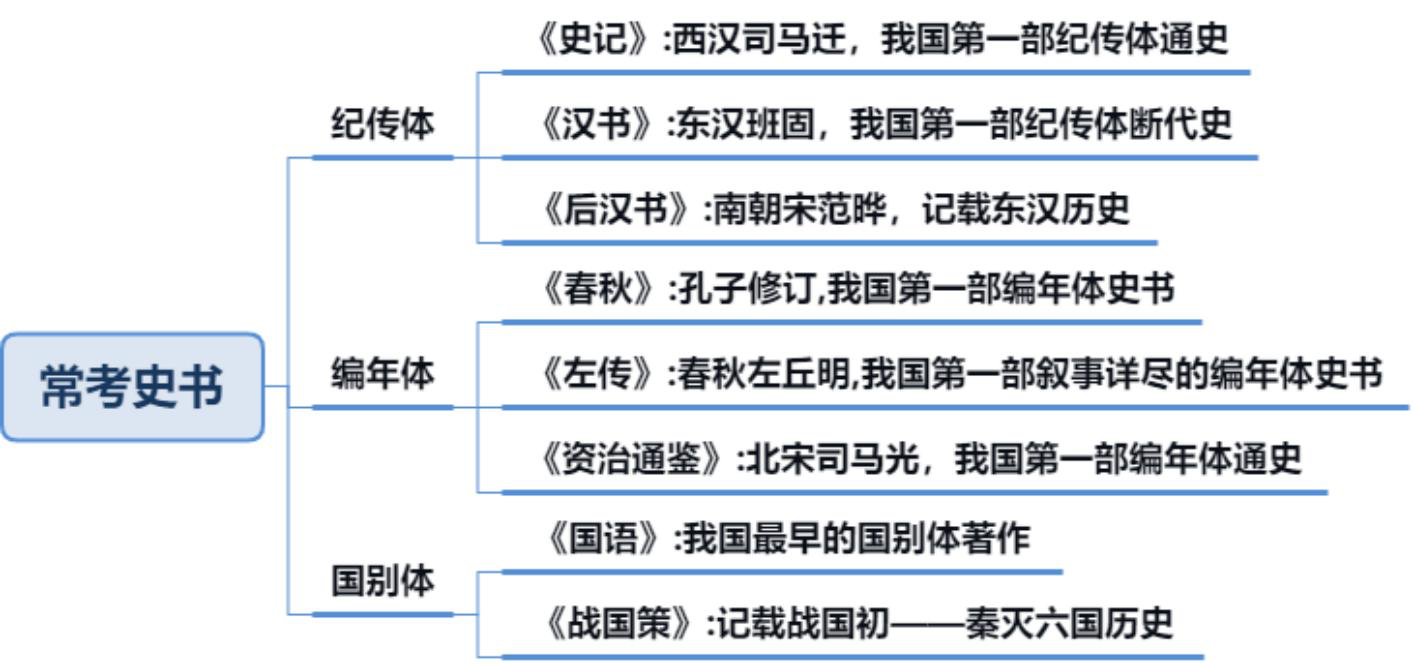 常考史书
纪传体
《史记》:西汉司马迁，我国第一部纪传体通史
《汉书》:东汉班固，我国第一部纪传体断代史
《后汉书》:南朝宋范晔，记载东汉历史
编年体
《春秋》:孔子修订,我国第一部编年体史书
《左传》:春秋左丘明,我国第一部叙事详尽的编年体史书
《资治通鉴》:北宋司马光，我国第一部编年体通史
国别体
《国语》:我国最早的国别体著作
《战国策》:记载战国初——秦灭六国历史